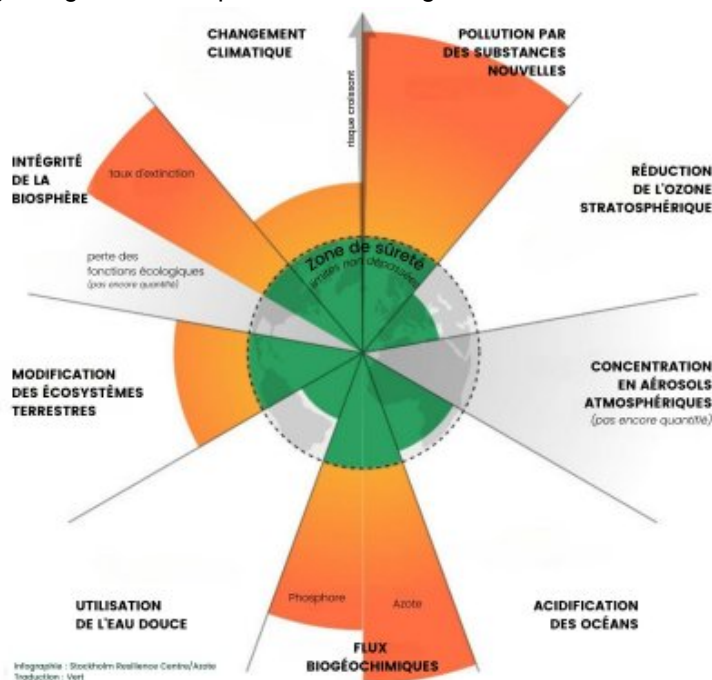 CHANGEMENT
CLIMATIQUE
POLLUTION PAR
DES SUBSTANCES
NOUVELLES
risque croissant
INTÉGRITÉ
DE LA
BIOSPHÈRE
taux d'extinction
RÉDUCTION
DE L'OZONE
STRATOSPHÉRIQUE
perte des
fonctions écologiques
(pas encore quantifié)
Zone de sûreté
limites non dépassées
MODIFICATION
DES ÉCOSYSTÈMES
TERRESTRES
CONCENTRATION
EN AÉROSOLS
ATMOSPHÉRIQUES
(pas encore quantifié)
UTILISATION
DE L'EAU DOUCE
Phosphore
Azote
ACIDIFICATION
DES OCÉANS
FLUX
BIOGÉOCHIMIQUES
Infographie : Stockholm Resilience Centre/Azote
Traduction : Vert